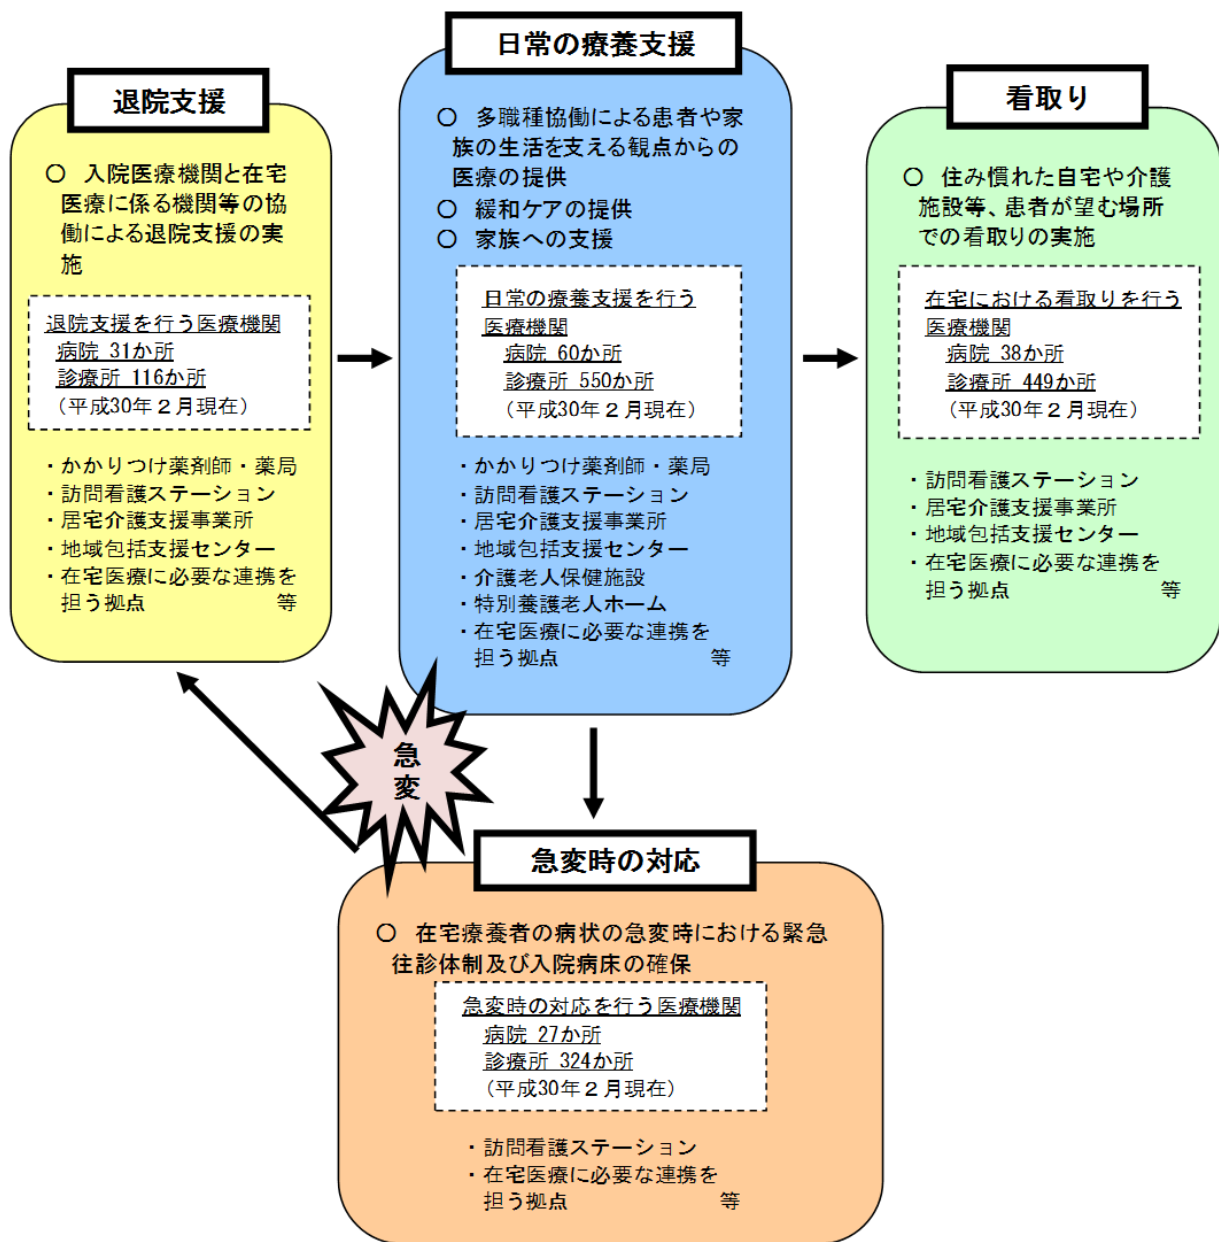 退院支援
○ 入院医療機関と在宅
医療に係る機関等の協
働による退院支援の実
施
退院支援を行う医療機関
病院 31か所
診療所 116か所
（平成30年２月現在）
・かかりつけ薬剤師・薬局
・訪問看護ステーション
・居宅介護支援事業所
・地域包括支援センター
・在宅医療に必要な連携を
担う拠点 等
日常の療養支援
○ 多職種協働による患者や家
族の生活を支える観点からの
医療の提供
○ 緩和ケアの提供
○ 家族への支援
日常の療養支援を行う
医療機関
病院 60か所
診療所 550か所
（平成30年２月現在）
・かかりつけ薬剤師・薬局
・訪問看護ステーション
・居宅介護支援事業所
・地域包括支援センター
・介護老人保健施設
・特別養護老人ホーム
・在宅医療に必要な連携を
担う拠点 等
看取り
○ 住み慣れた自宅や介護
施設等、患者が望む場所
での看取りの実施
在宅における看取りを行う
医療機関
病院 38か所
診療所 449か所
（平成30年２月現在）
・訪問看護ステーション
・居宅介護支援事業所
・地域包括支援センター
・在宅医療に必要な連携を
担う拠点 等
急
変
急変時の対応
○ 在宅療養者の病状の急変時における緊急
往診体制及び入院病床の確保
急変時の対応を行う医療機関
病院 27か所
診療所 324か所
（平成30年２月現在）
・訪問看護ステーション
・在宅医療に必要な連携を
担う拠点 等